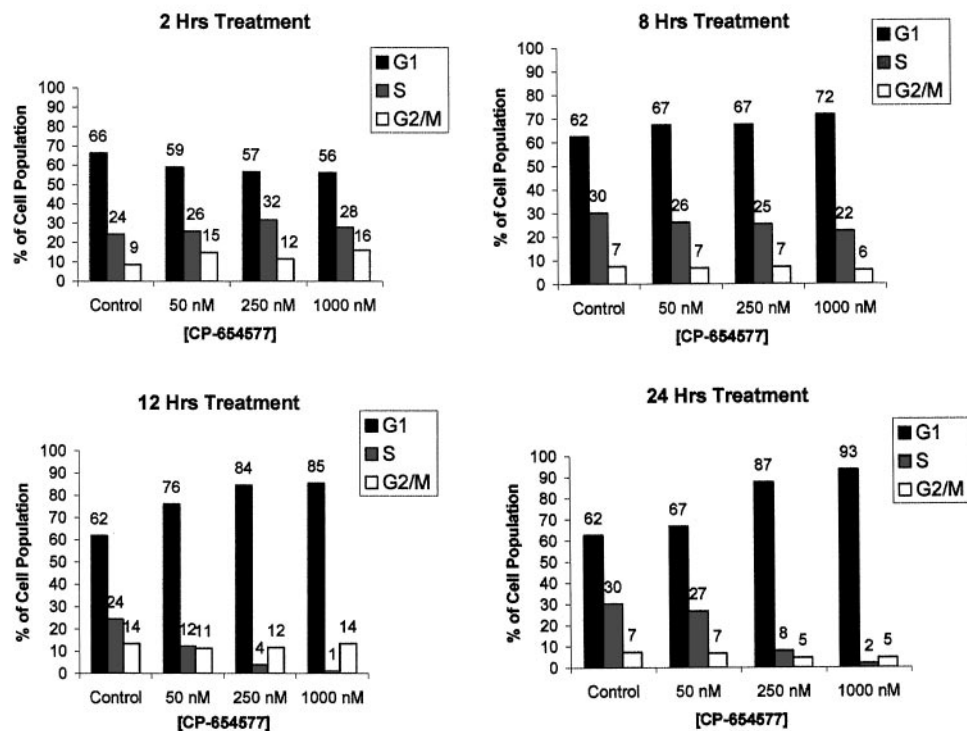 2 Hrs Treatment
G1
S
G2/M
% of Cell Population
100
90
80
70
60
50
40
30
20
10
0
66 24 9 59 26 15 57 32 12 56 28 16
Control 50 nM 250 nM 1000 nM
[CP-654577]
8 Hrs Treatment
G1
S
G2/M
% of Cell Population
100
90
80
70
60
50
40
30
20
10
0
62 30 7 67 26 7 67 25 7 72 22 6
Control 50 nM 250 nM 1000 nM
[CP-654577]
12 Hrs Treatment
G1
S
G2/M
% of Cell Population
100
90
80
70
60
50
40
30
20
10
0
62 24 14 76 12 11 84 4 12 85 1 14
Control 50 nM 250 nM 1000 nM
[CP-654577]
24 Hrs Treatment
G1
S
G2/M
% of Cell Population
100
90
80
70
60
50
40
30
20
10
0
62 30 7 67 27 7 87 8 5 93 2 5
Control 50 nM 250 nM 1000 nM
[CP-654577]